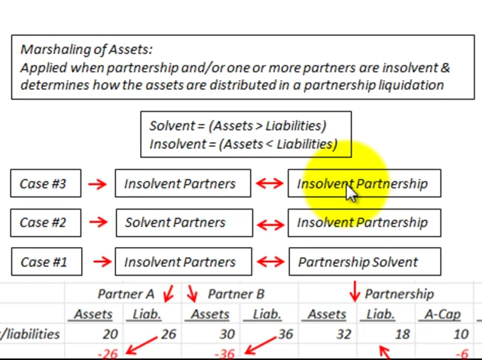 Marshaling of Assets:
Applied when partnership and/or one or more partners are insolvent &
determines how the assets are distributed in a partnership liquidation
Solvent = (Assets > Liabilities)
Insolvent = (Assets < Liabilities)
Case #3 Insolvent Partners Insolvent Partnership
Case #2 Solvent Partners Insolvent Partnership
Case #1 Insolvent Partners Partnership Solvent
Partner A Partner B Partnership
Assets Liab. Assets Liab. Assets Liab. A-Cap
/liabilities 20 26 30 36 32 18 10
-26 -36 -6